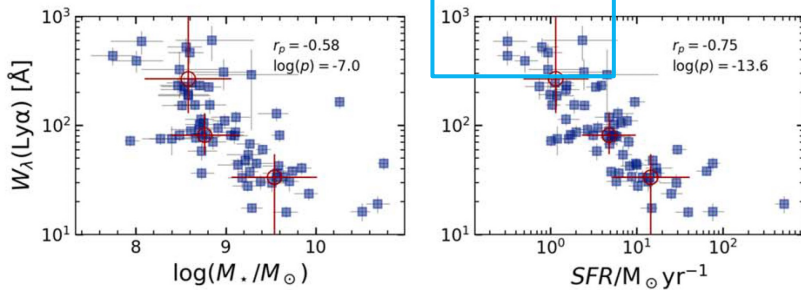 10³
10²
10¹
W_λ(Lyα) [Å]
r_p = -0.58
log(p) = -7.0
8
9
10
log(M⋆/M⊙)
10³
10²
10¹
r_p = -0.75
log(p) = -13.6
10⁰
10¹
10²
SFR/M⊙yr⁻¹